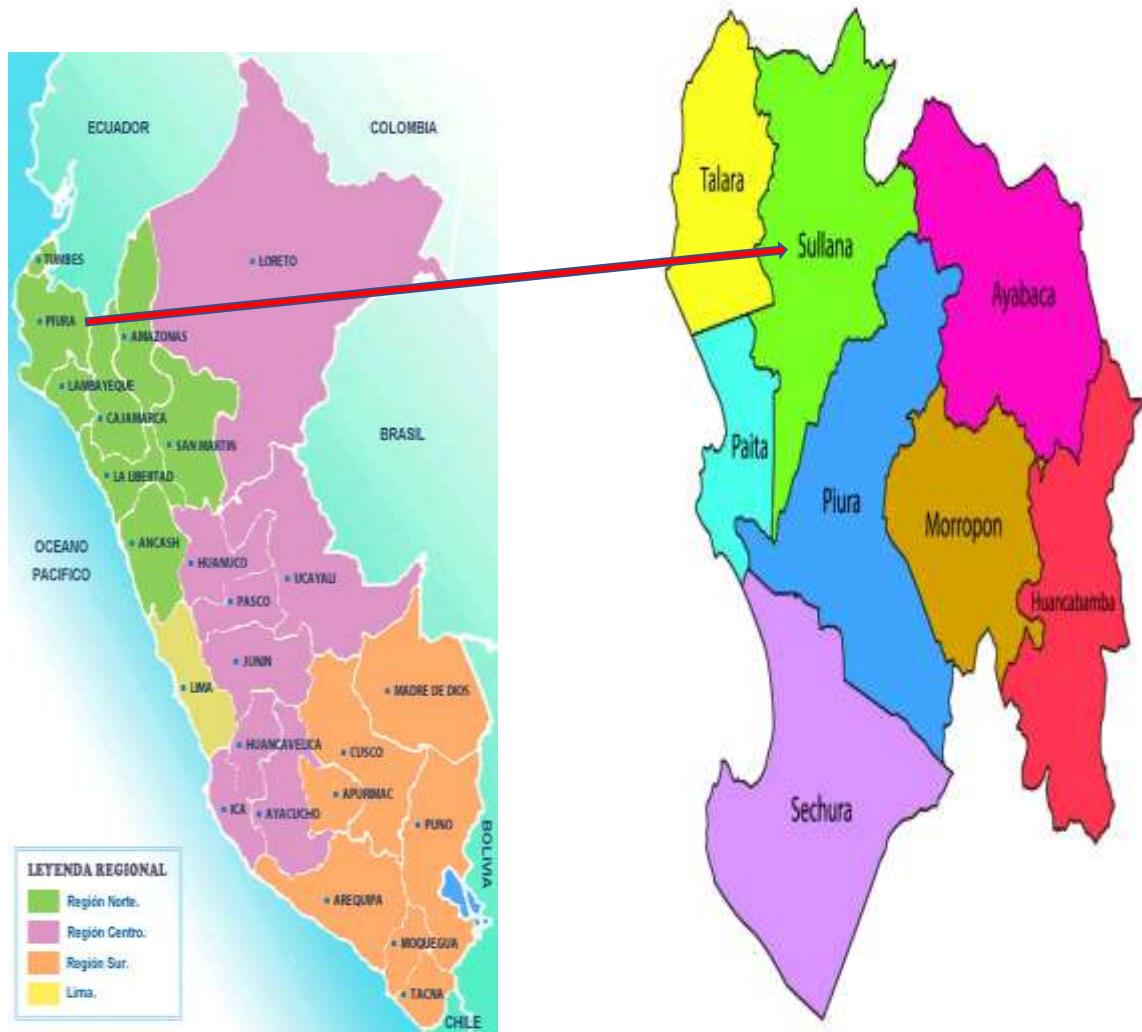 ECUADOR
COLOMBIA
TUMBES
LORETO
PIURA
AMAZONAS
LAMBAYEQUE
CAJAMARCA
SAN MARTIN
BRASIL
LA LIBERTAD
ANCASH
OCEANO
PACIFICO
HUANUCO
UCAYALI
PASCO
JUNIN
LIMA
MADRE DE DIOS
HUANCAVELICA
CUSCO
ICA
AYACUCHO
APURIMAC
PUNO
BOLIVIA
AREQUIPA
MOQUEGUA
TACNA
CHILE
LEYENDA REGIONAL
Región Norte.
Región Centro.
Región Sur.
Lima.
Talara
Sullana
Ayabaca
Paita
Piura
Morropon
Huancabamba
Sechura